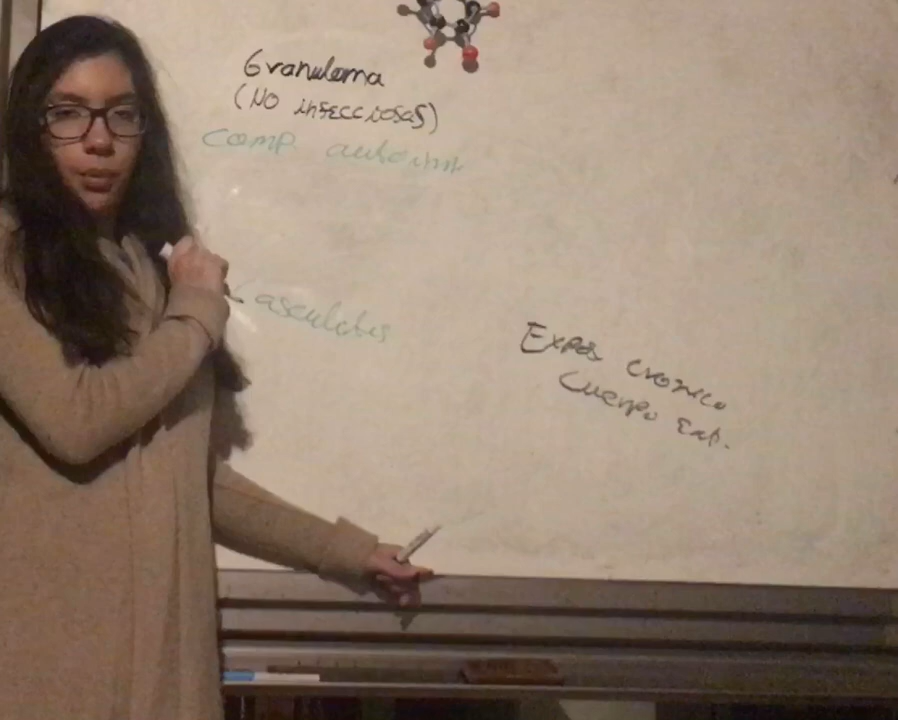 Granuloma
(No infecciosas)
Comp. autoinm
Vasculitis
Expos cronico
Cuerpo Ext.